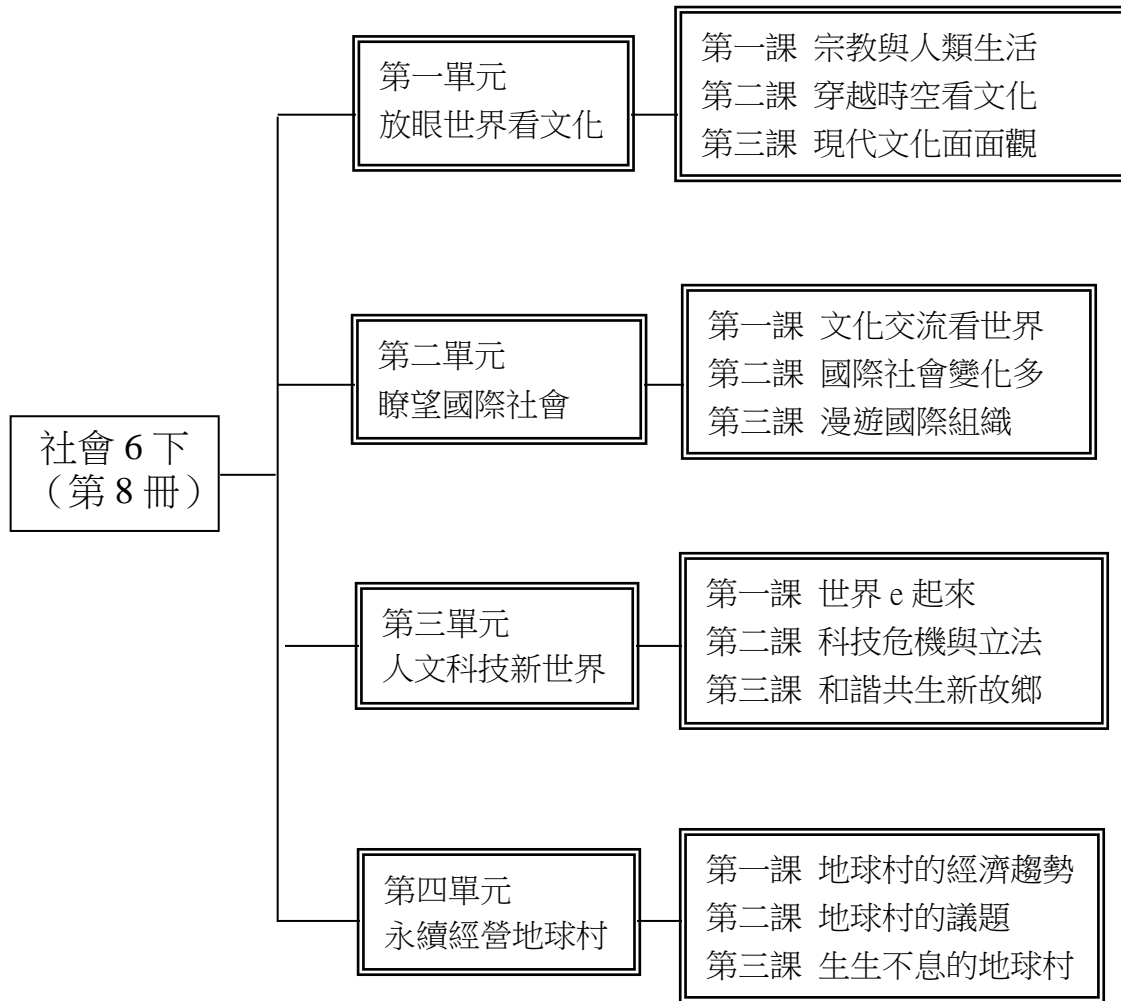 社會 6 下
（第 8 冊）
第一單元
放眼世界看文化
第一課 宗教與人類生活
第二課 穿越時空看文化
第三課 現代文化面面觀
第二單元
瞭望國際社會
第一課 文化交流看世界
第二課 國際社會變化多
第三課 漫遊國際組織
第三單元
人文科技新世界
第一課 世界 e 起來
第二課 科技危機與立法
第三課 和諧共生新故鄉
第四單元
永續經營地球村
第一課 地球村的經濟趨勢
第二課 地球村的議題
第三課 生生不息的地球村